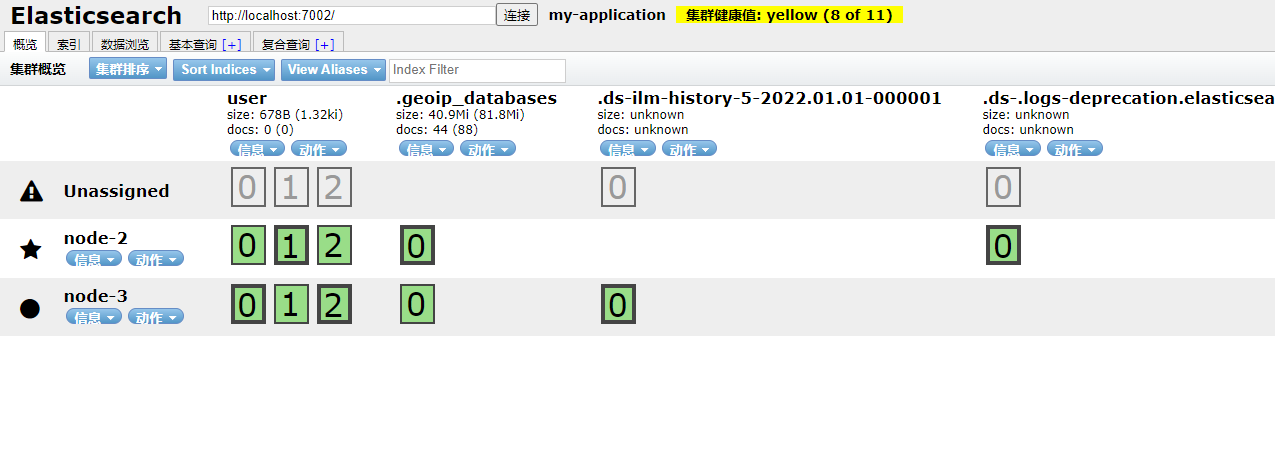 Elasticsearch http://localhost:7002/ 连接 my-application 集群健康值: yellow (8 of 11)
概览 索引 数据浏览 基本查询 [+] 复合查询 [+]
集群概览 集群排序 Sort Indices View Aliases Index Filter
user .geoip_databases .ds-ilm-history-5-2022.01.01-000001 .ds-.logs-deprecation.elasticsea
size: 678B (1.32ki) size: 40.9Mi (81.8Mi) size: unknown size: unknown
docs: 0 (0) docs: 44 (88) docs: unknown docs: unknown
信息 动作 信息 动作 信息 动作 信息 动作
Unassigned 0 1 2 0 0
node-2 0 1 2 0 0
信息 动作
node-3 0 1 2 0 0
信息 动作